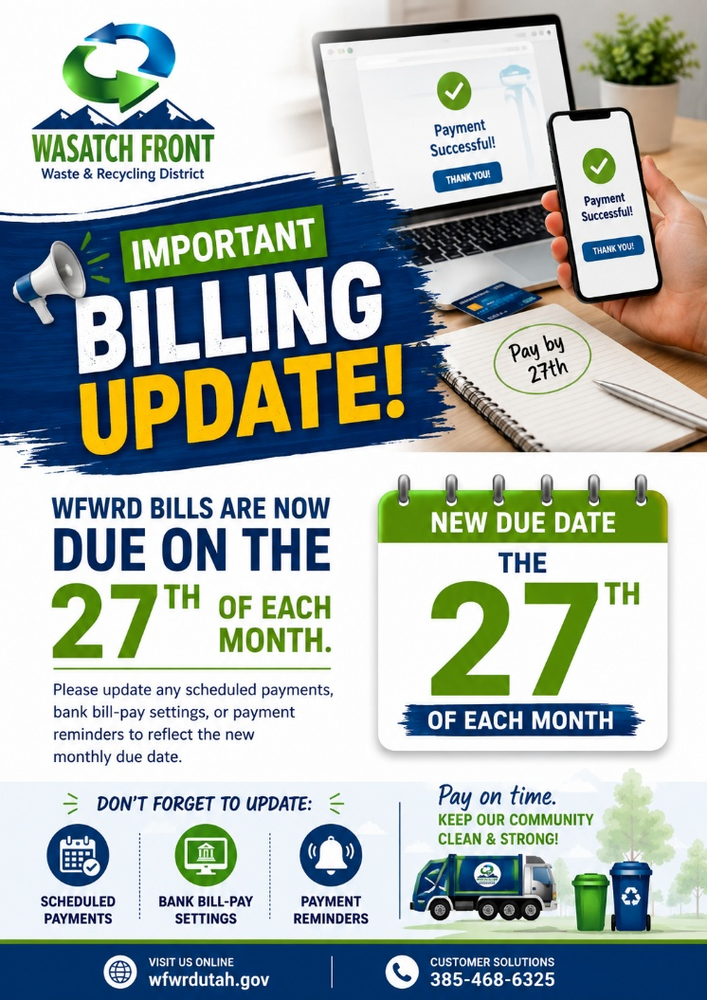 WASATCH FRONT
Waste & Recycling District
Payment
Successful!
THANK YOU!
Payment
Successful!
THANK YOU!
IMPORTANT
BILLING
UPDATE!
Pay by
27th
WFWRD BILLS ARE NOW
DUE ON THE
27TH OF EACH
MONTH.
Please update any scheduled payments,
bank bill-pay settings, or payment
reminders to reflect the new
monthly due date.
NEW DUE DATE
THE
27TH
OF EACH MONTH
DON'T FORGET TO UPDATE:
SCHEDULED
PAYMENTS
BANK BILL-PAY
SETTINGS
PAYMENT
REMINDERS
Pay on time.
KEEP OUR COMMUNITY
CLEAN & STRONG!
VISIT US ONLINE
wfwrdutah.gov
CUSTOMER SOLUTIONS
385-468-6325